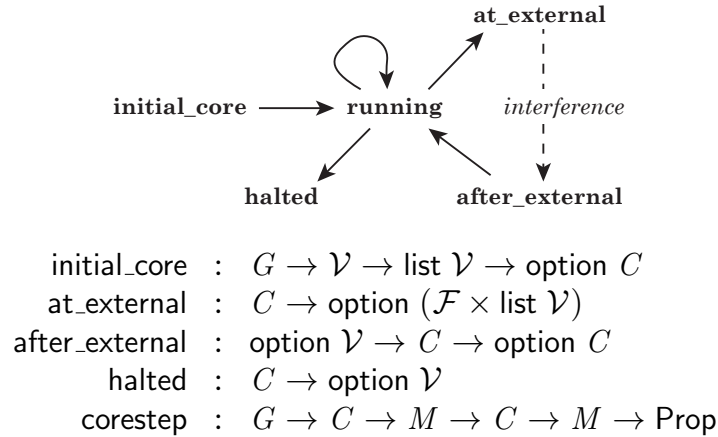 at_external
initial_core running interference
halted after_external
initial_core : G → 𝒱 → list 𝒱 → option C
at_external : C → option (ℱ × list 𝒱)
after_external : option 𝒱 → C → option C
halted : C → option 𝒱
corestep : G → C → M → C → M → Prop